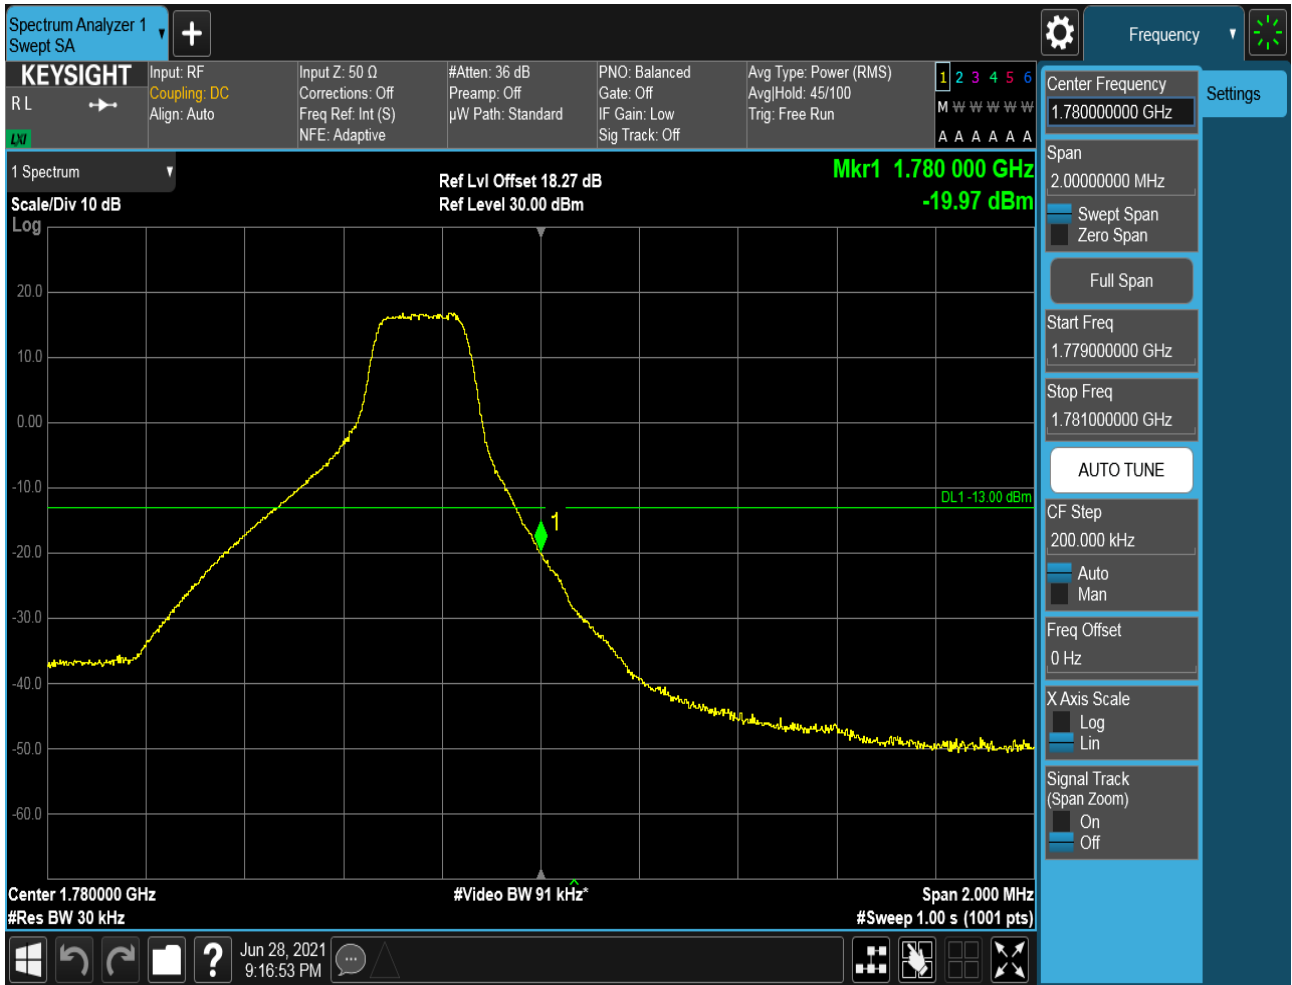 Spectrum Analyzer 1
Swept SA
Frequency
KEYSIGHT
R L
LXI
Input: RF
Coupling: DC
Align: Auto
Input Z: 50 Ω
Corrections: Off
Freq Ref: Int (S)
NFE: Adaptive
#Atten: 36 dB
Preamp: Off
µW Path: Standard
PNO: Balanced
Gate: Off
IF Gain: Low
Sig Track: Off
Avg Type: Power (RMS)
Avg|Hold: 45/100
Trig: Free Run
1 2 3 4 5 6
M W W W W W
A A A A A A
1 Spectrum
Scale/Div 10 dB
Log
Ref Lvl Offset 18.27 dB
Ref Level 30.00 dBm
Mkr1 1.780 000 GHz
-19.97 dBm
20.0
10.0
0.00
-10.0
-20.0
-30.0
-40.0
-50.0
-60.0
DL1 -13.00 dBm
1
Center 1.780000 GHz
#Res BW 30 kHz
#Video BW 91 kHz*
Span 2.000 MHz
#Sweep 1.00 s (1001 pts)
Jun 28, 2021
9:16:53 PM
Center Frequency
1.780000000 GHz
Settings
Span
2.00000000 MHz
Swept Span
Zero Span
Full Span
Start Freq
1.779000000 GHz
Stop Freq
1.781000000 GHz
AUTO TUNE
CF Step
200.000 kHz
Auto
Man
Freq Offset
0 Hz
X Axis Scale
Log
Lin
Signal Track
(Span Zoom)
On
Off